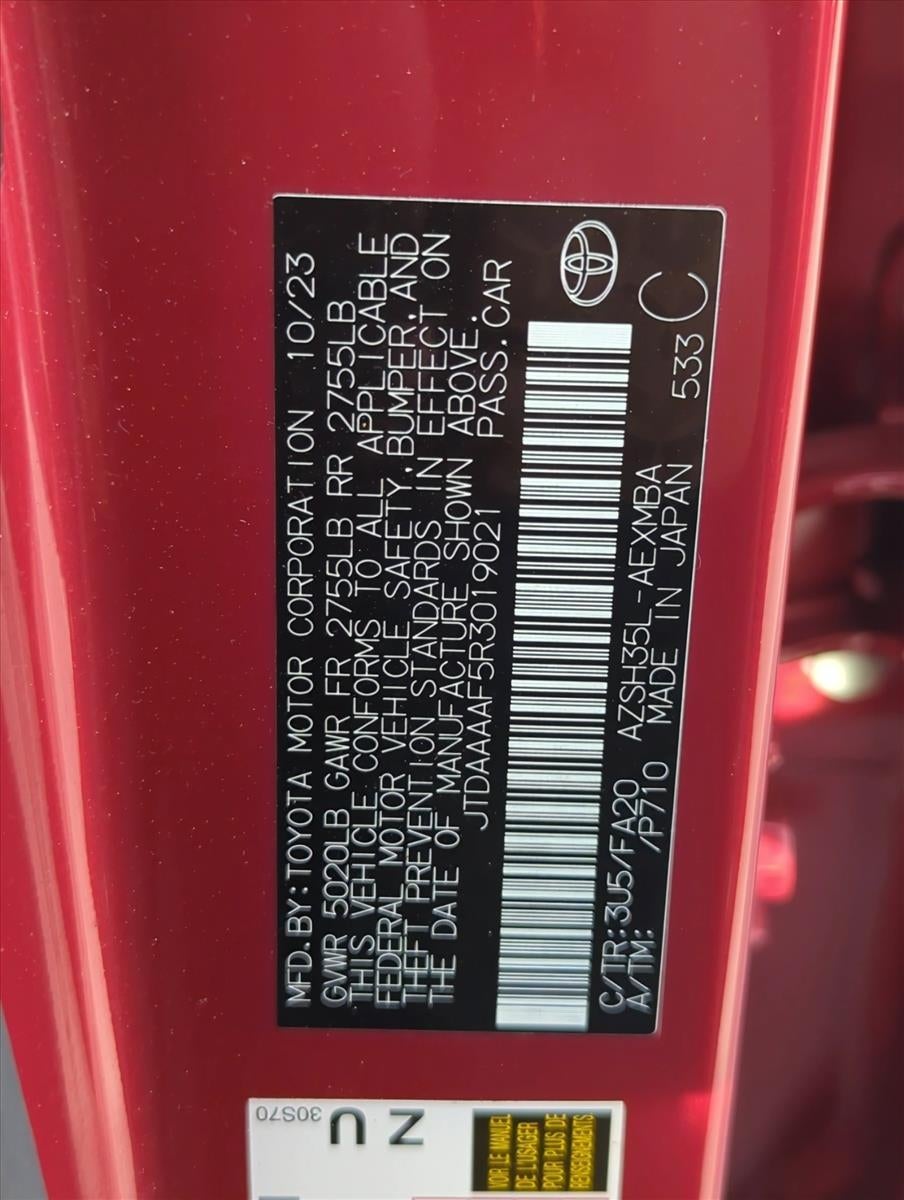 MFD.BY:TOYOTA MOTOR CORPORATION 10/23
GVWR 5020LB GAWR FR 2755LB RR 2755LB
THIS VEHICLE CONFORMS TO ALL APPLICABLE
FEDERAL MOTOR VEHICLE SAFETY,BUMPER,AND
THEFT PREVENTION STANDARDS IN EFFECT ON
THE DATE OF MANUFACTURE SHOWN ABOVE.
JTDAAAAF5R3019021 PASS.CAR
C/TR:3U5/FA20 AZSH35L-AEXMBA 533 C
A/TM: /P710 MADE IN JAPAN
30S70
U
N
VOIR LE MANUEL
DE L'USAGER
POUR PLUS DE
RENSEIGNEMENTS.